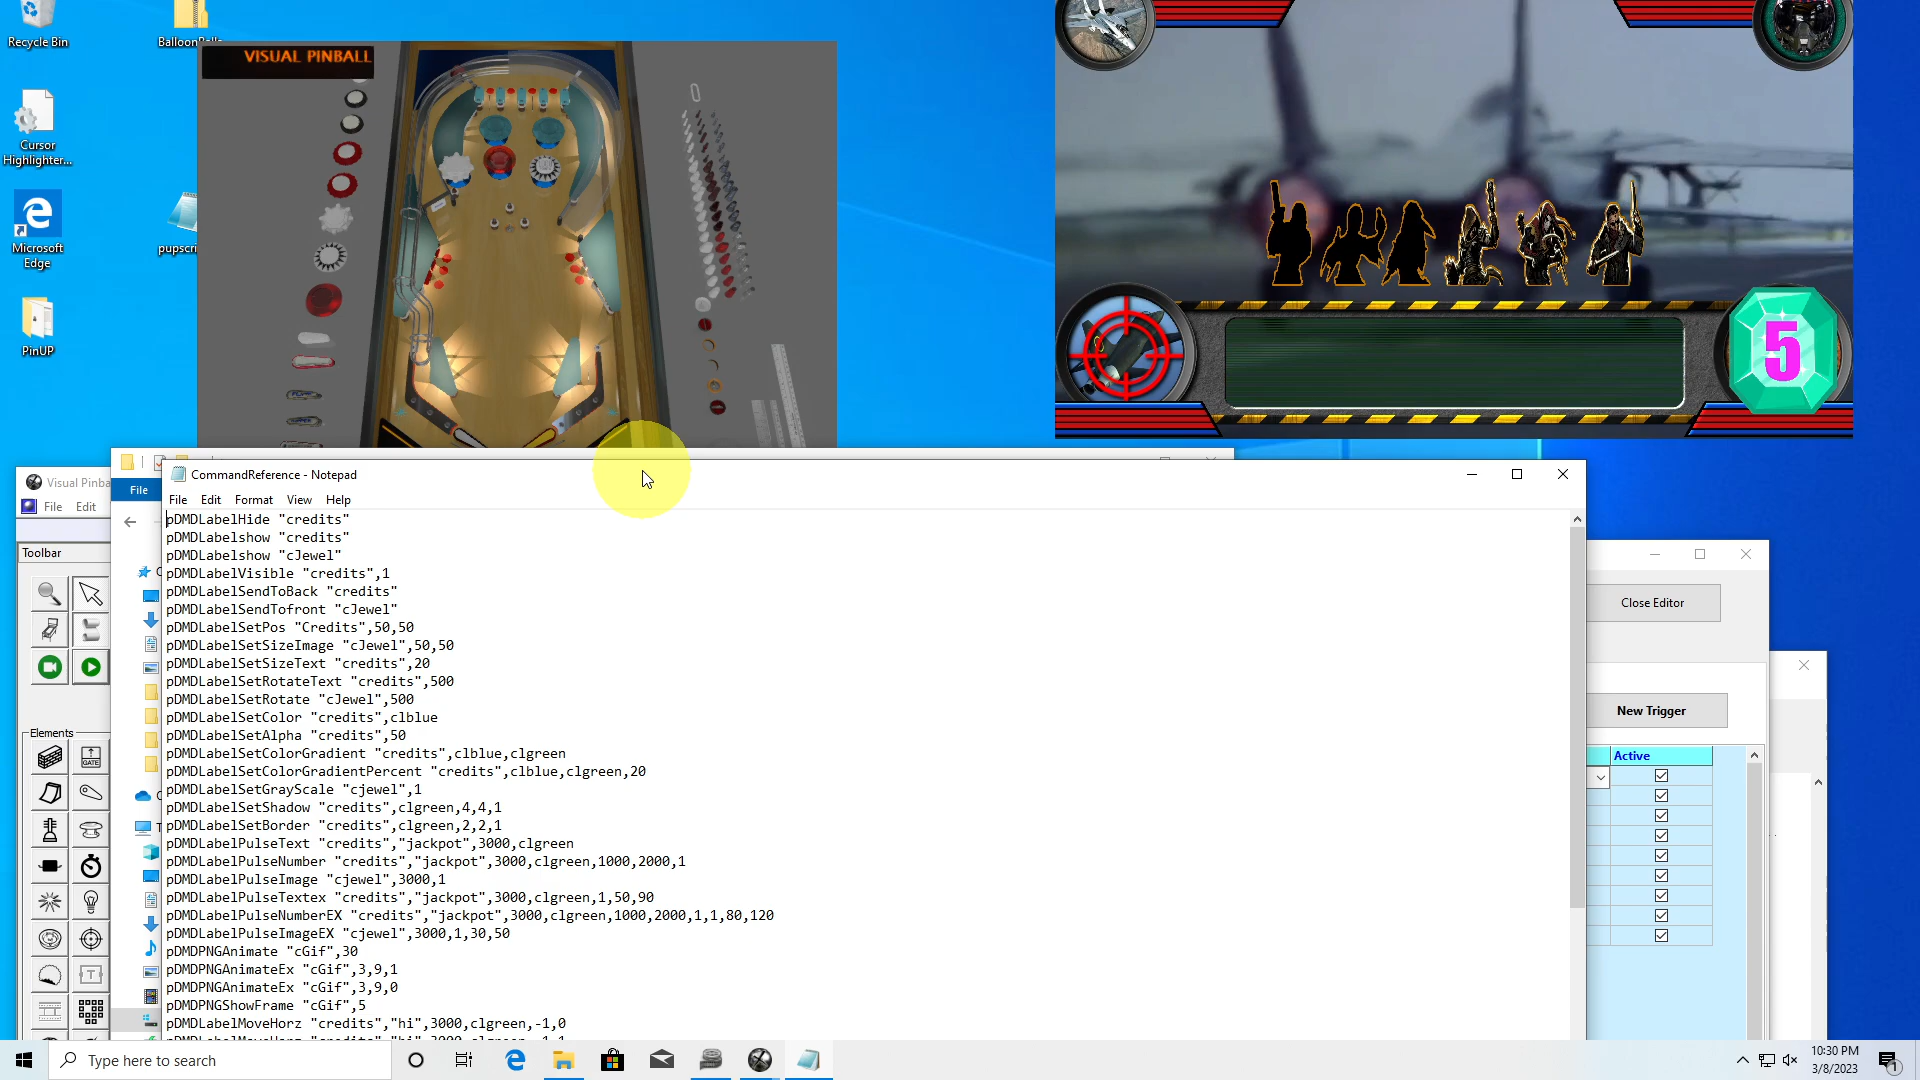 Recycle Bin
BalloonBalls
VISUAL PINBALL
Cursor
Highlighter...
Microsoft
Edge
pupscri
PinUP
5
Visual Pinba
File Edit
Toolbar
Elements
GATE
File
CommandReference - Notepad
File Edit Format View Help
pDMDLabelHide "credits"
pDMDLabelshow "credits"
pDMDLabelshow "cJewel"
pDMDLabelVisible "credits",1
pDMDLabelSendToBack "credits"
pDMDLabelSendTofront "cJewel"
pDMDLabelSetPos "Credits",50,50
pDMDLabelSetSizeImage "cJewel",50,50
pDMDLabelSetSizeText "credits",20
pDMDLabelSetRotateText "credits",500
pDMDLabelSetRotate "cJewel",500
pDMDLabelSetColor "credits",clblue
pDMDLabelSetAlpha "credits",50
pDMDLabelSetColorGradient "credits",clblue,clgreen
pDMDLabelSetColorGradientPercent "credits",clblue,clgreen,20
pDMDLabelSetGrayScale "cjewel",1
pDMDLabelSetShadow "credits",clgreen,4,4,1
pDMDLabelSetBorder "credits",clgreen,2,2,1
pDMDLabelPulseText "credits","jackpot",3000,clgreen
pDMDLabelPulseNumber "credits","jackpot",3000,clgreen,1000,2000,1
pDMDLabelPulseImage "cjewel",3000,1
pDMDLabelPulseTextex "credits","jackpot",3000,clgreen,1,50,90
pDMDLabelPulseNumberEX "credits","jackpot",3000,clgreen,1000,2000,1,1,80,120
pDMDLabelPulseImageEX "cjewel",3000,1,30,50
pDMDPNGAnimate "cGif",30
pDMDPNGAnimateEx "cGif",3,9,1
pDMDPNGAnimateEx "cGif",3,9,0
pDMDPNGShowFrame "cGif",5
pDMDLabelMoveHorz "credits","hi",3000,clgreen,-1,0
Close Editor
New Trigger
Active
Type here to search
10:30 PM
3/8/2023
1